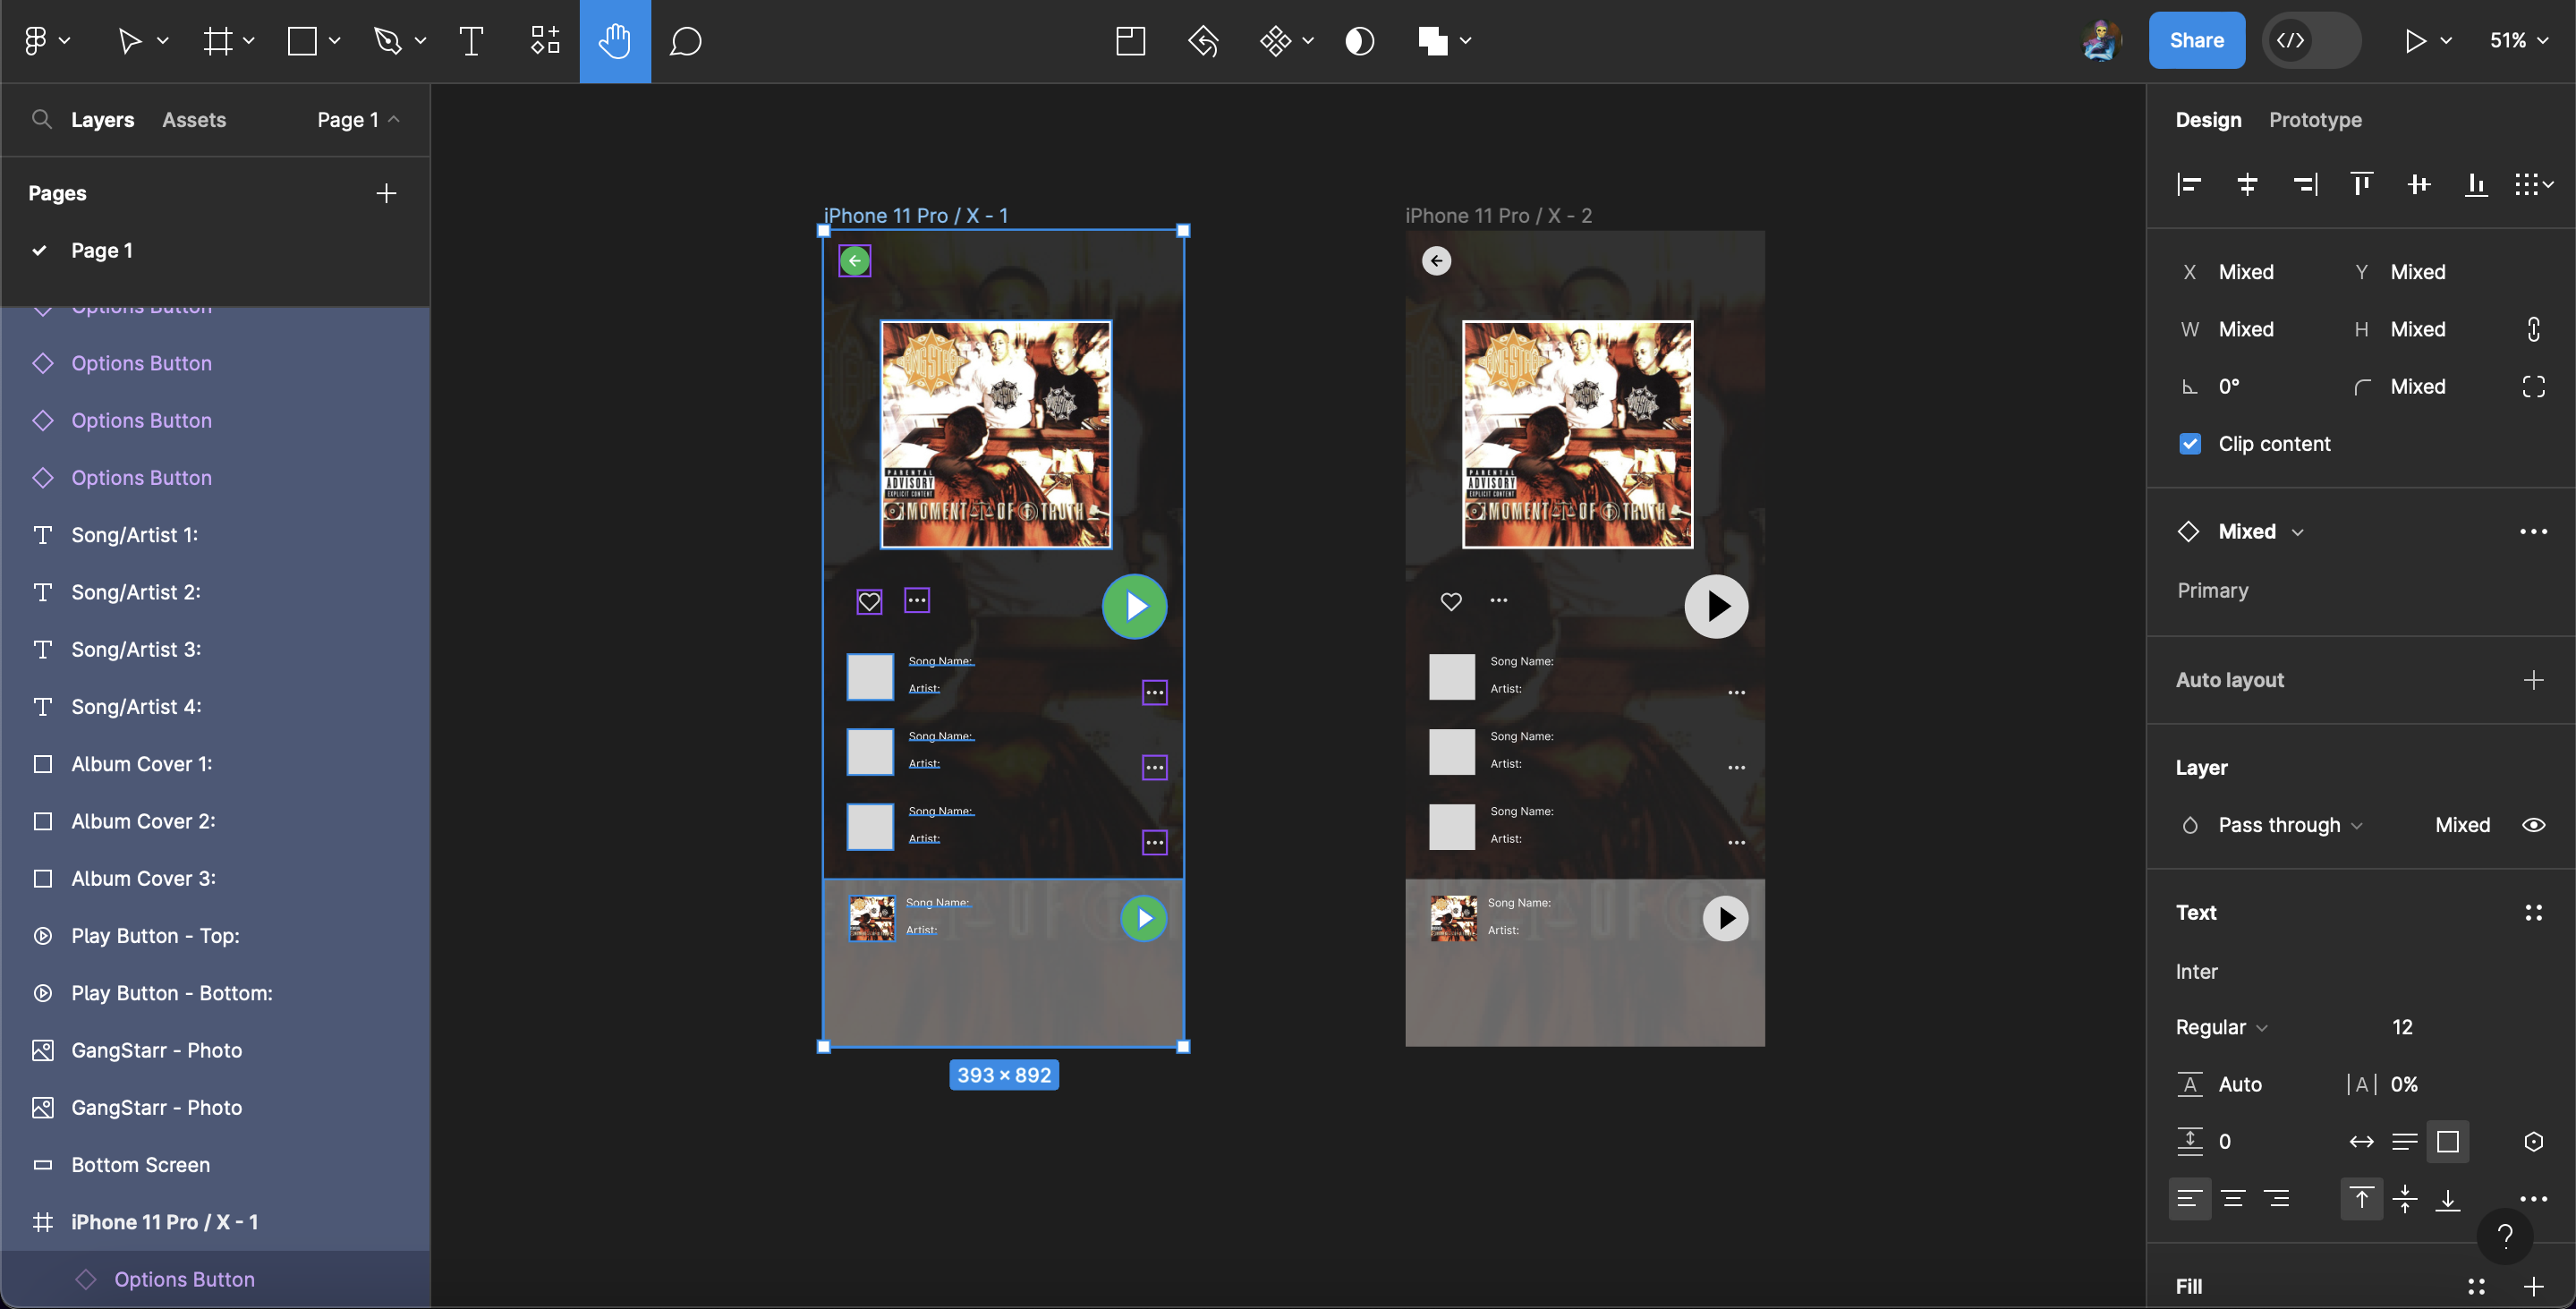 Share
</>
51%
Layers Assets Page 1
Pages
Page 1
Options Button
Options Button
Options Button
Options Button
Song/Artist 1:
Song/Artist 2:
Song/Artist 3:
Song/Artist 4:
Album Cover 1:
Album Cover 2:
Album Cover 3:
Play Button - Top:
Play Button - Bottom:
GangStarr - Photo
GangStarr - Photo
Bottom Screen
iPhone 11 Pro / X - 1
Options Button
iPhone 11 Pro / X - 1
GANG STARR
PARENTAL
ADVISORY
EXPLICIT CONTENT
MOMENT OF TRUTH
Song Name:
Artist:
Song Name:
Artist:
Song Name:
Artist:
Song Name:
Artist:
393 × 892
iPhone 11 Pro / X - 2
GANG STARR
PARENTAL
ADVISORY
EXPLICIT CONTENT
MOMENT OF TRUTH
Song Name:
Artist:
Song Name:
Artist:
Song Name:
Artist:
Song Name:
Artist:
Design Prototype
X Mixed Y Mixed
W Mixed H Mixed
0° Mixed
Clip content
Mixed
Primary
Auto layout
Layer
Pass through Mixed
Text
Inter
Regular 12
A Auto |A| 0%
0
?
Fill